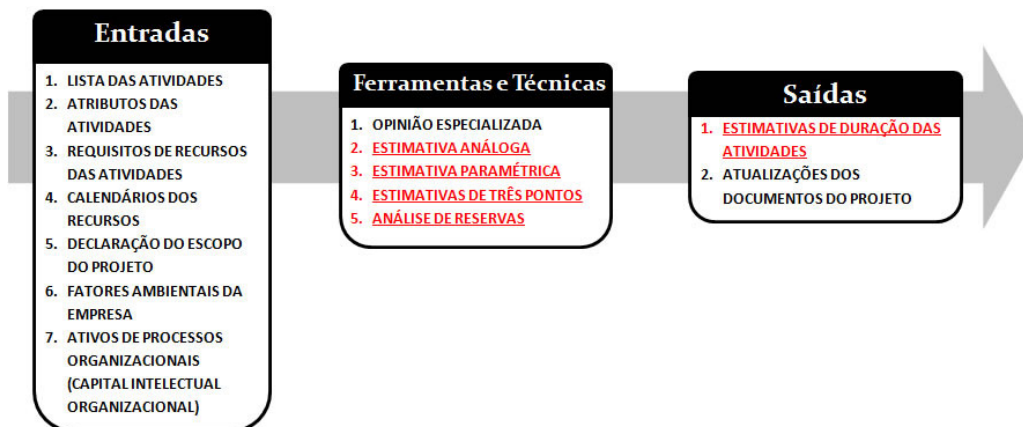 Entradas
1. LISTA DAS ATIVIDADES
2. ATRIBUTOS DAS
ATIVIDADES
3. REQUISITOS DE RECURSOS
DAS ATIVIDADES
4. CALENDÁRIOS DOS
RECURSOS
5. DECLARAÇÃO DO ESCOPO
DO PROJETO
6. FATORES AMBIENTAIS DA
EMPRESA
7. ATIVOS DE PROCESSOS
ORGANIZACIONAIS
(CAPITAL INTELECTUAL
ORGANIZACIONAL)
Ferramentas e Técnicas
1. OPINIÃO ESPECIALIZADA
2. ESTIMATIVA ANÁLOGA
3. ESTIMATIVA PARAMÉTRICA
4. ESTIMATIVAS DE TRÊS PONTOS
5. ANÁLISE DE RESERVAS
Saídas
1. ESTIMATIVAS DE DURAÇÃO DAS
ATIVIDADES
2. ATUALIZAÇÕES DOS
DOCUMENTOS DO PROJETO